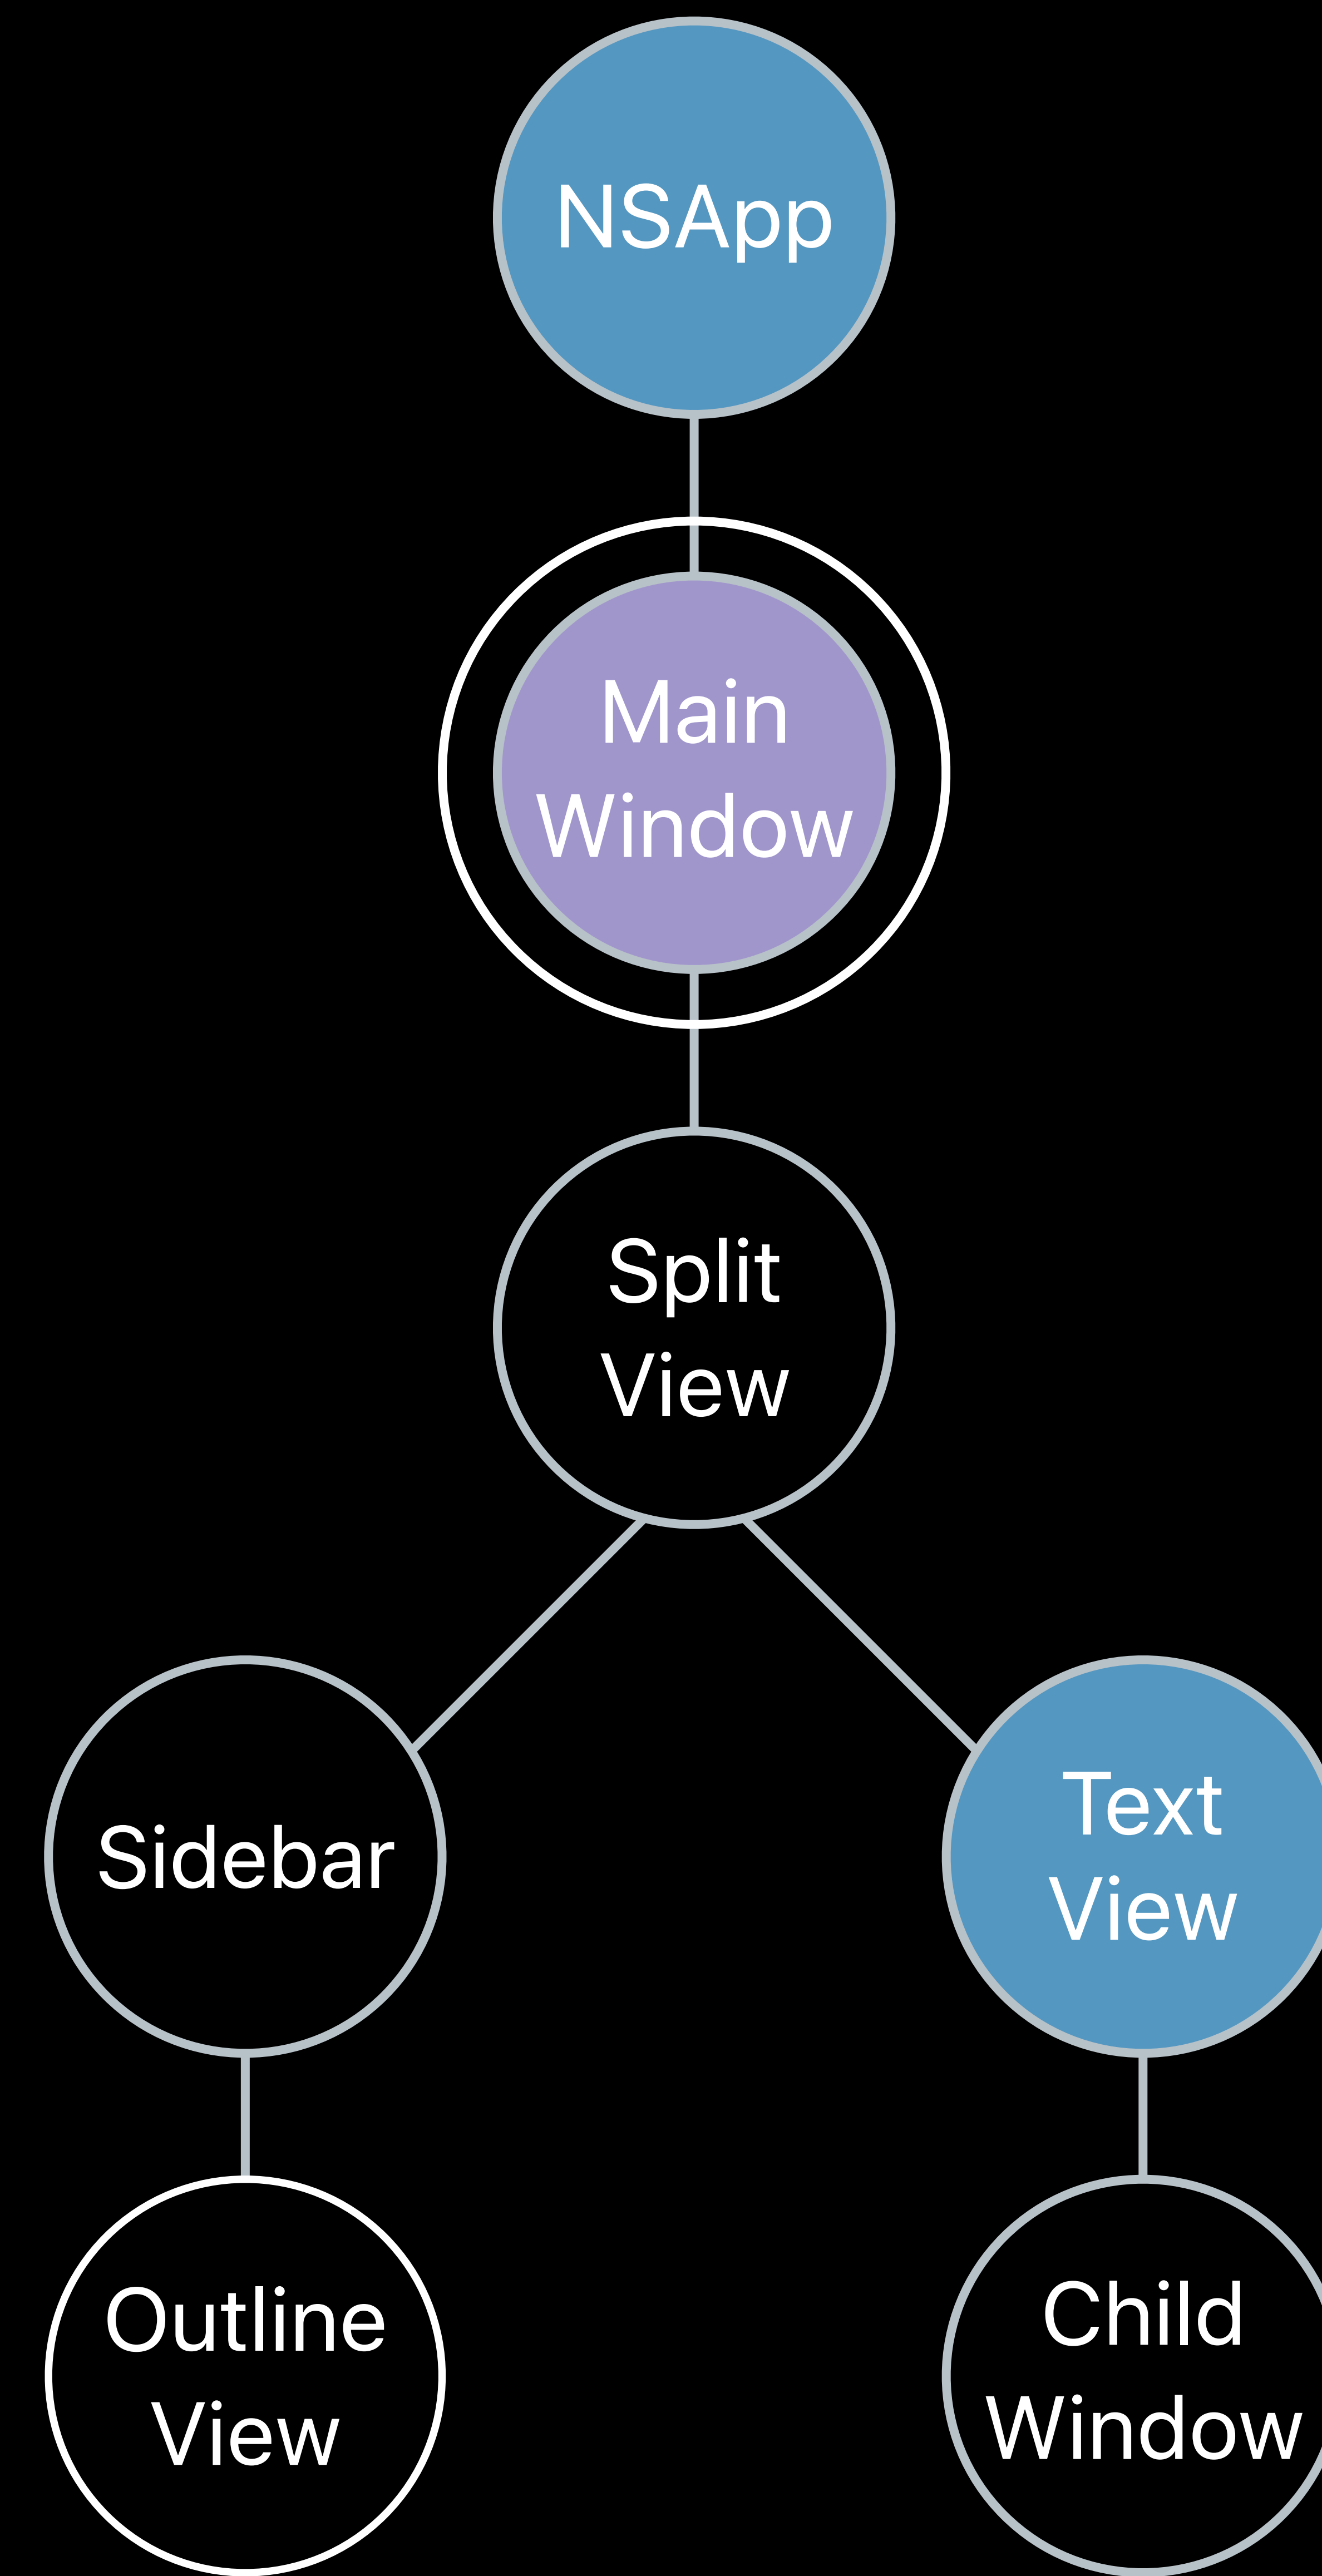 NSApp
Main
Window
Split
View
Sidebar
Text
View
Outline
View
Child
Window